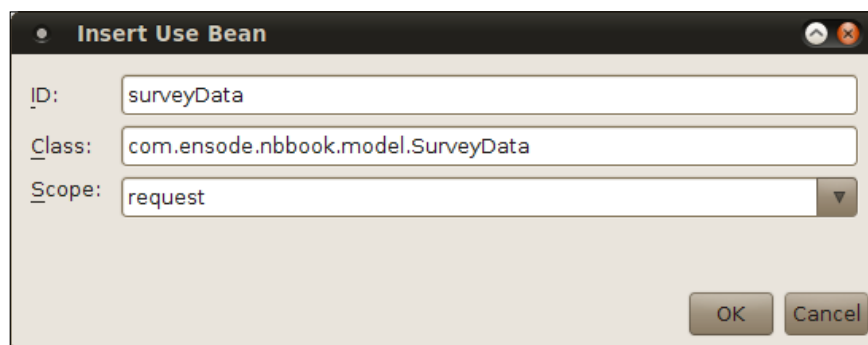 Insert Use Bean
ID: surveyData
Class: com.ensode.nbbook.model.SurveyData
Scope: request
OK Cancel